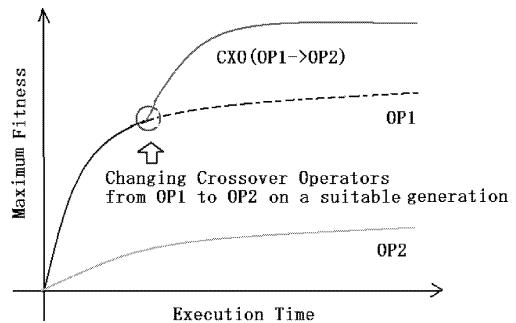 Maximum Fitness
CXO(OP1->OP2)
OP1
Changing Crossover Operators
from OP1 to OP2 on a suitable generation
OP2
Execution Time